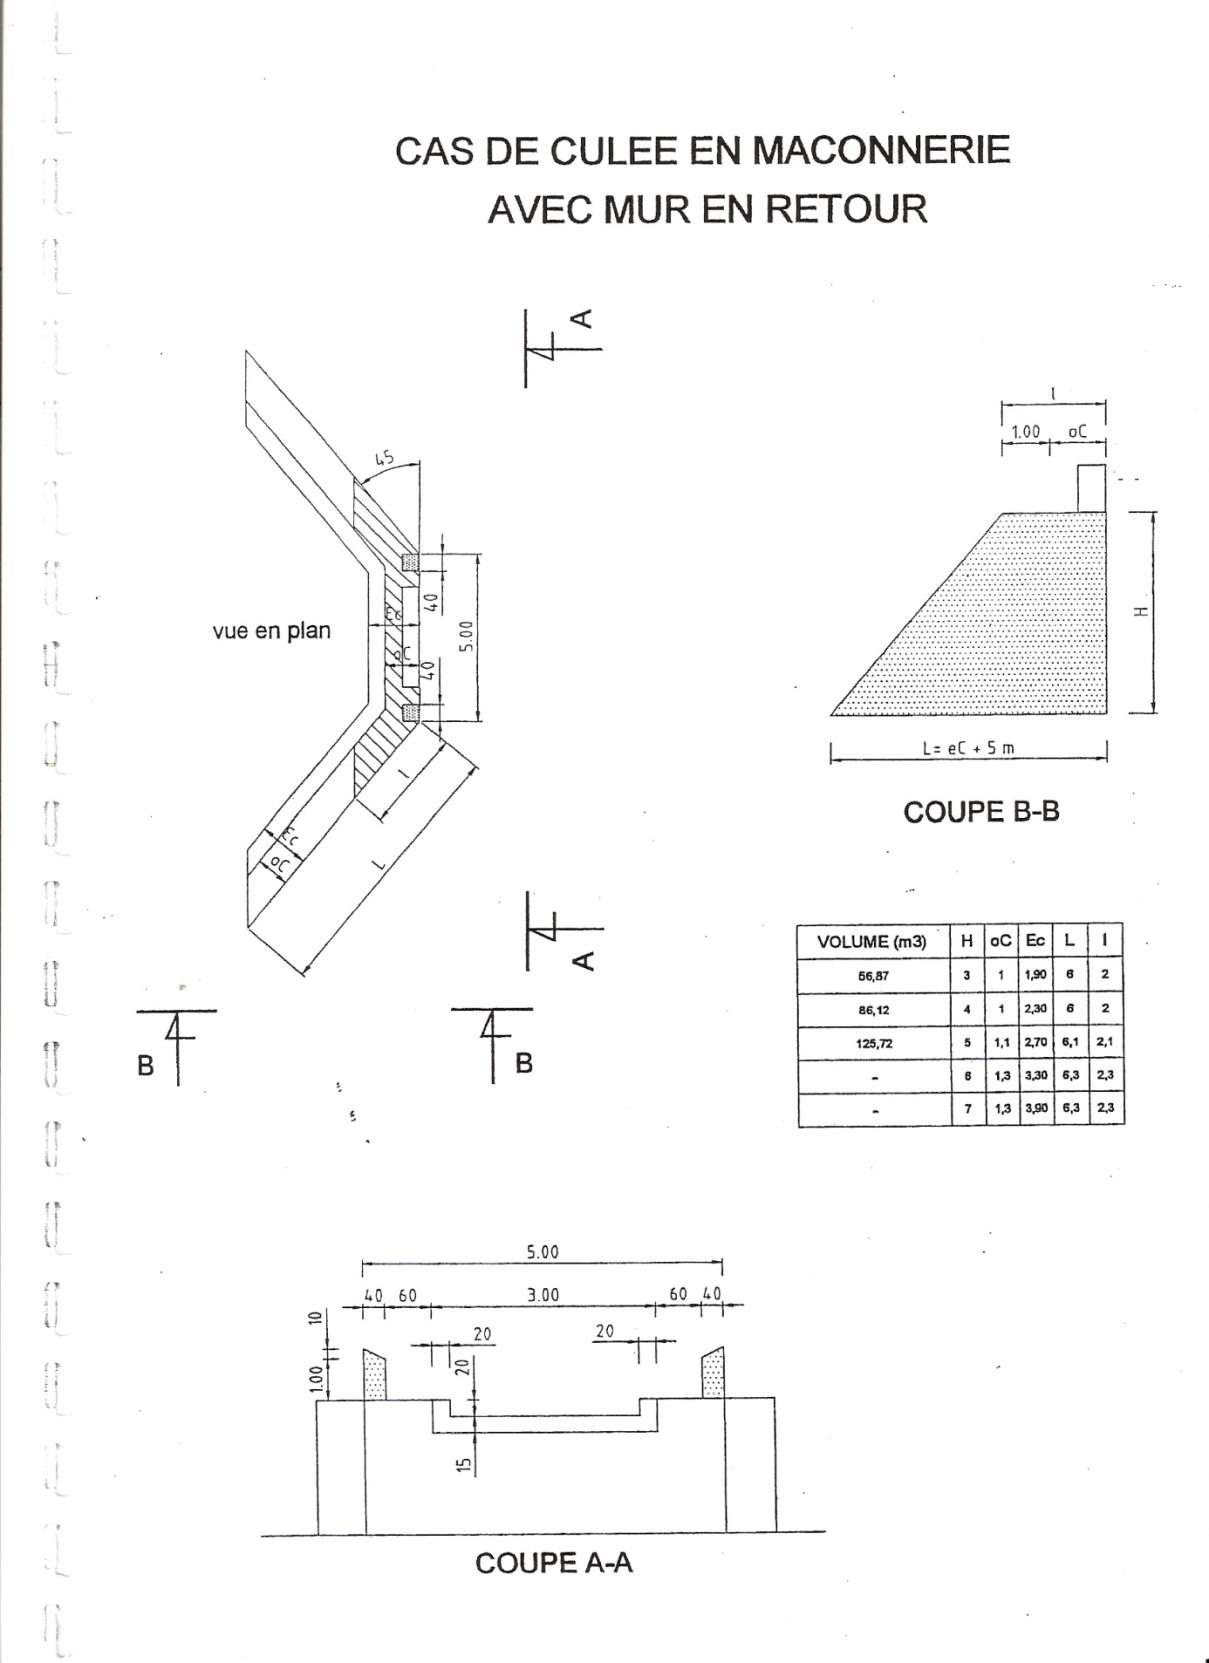 CAS DE CULEE EN MACONNERIE
AVEC MUR EN RETOUR
A
45
40
5.00
Ec
oC
40
vue en plan
l
L
Ec
oC
A
B
B
l
1.00 oC
H
L= eC + 5 m
COUPE B-B
VOLUME (m3) H oC Ec L l
56,87 3 1 1,90 6 2
86,12 4 1 2,30 6 2
125,72 5 1,1 2,70 6,1 2,1
- 6 1,3 3,30 6,3 2,3
- 7 1,3 3,90 6,3 2,3
5.00
40 60 3.00 60 40
10
20 20
1.00
20
15
COUPE A-A